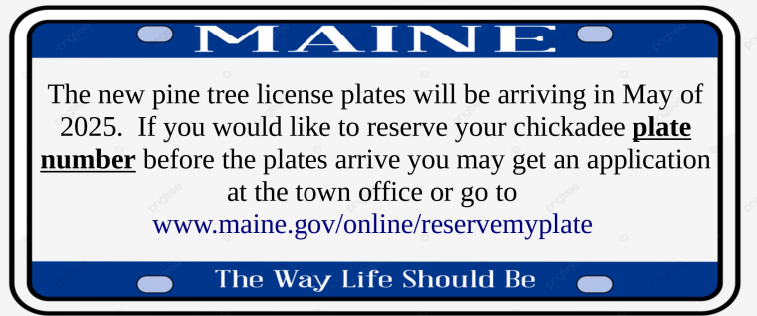 MAINE
The new pine tree license plates will be arriving in May of
2025.  If you would like to reserve your chickadee plate
number before the plates arrive you may get an application
at the town office or go to
www.maine.gov/online/reservemyplate
The Way Life Should Be